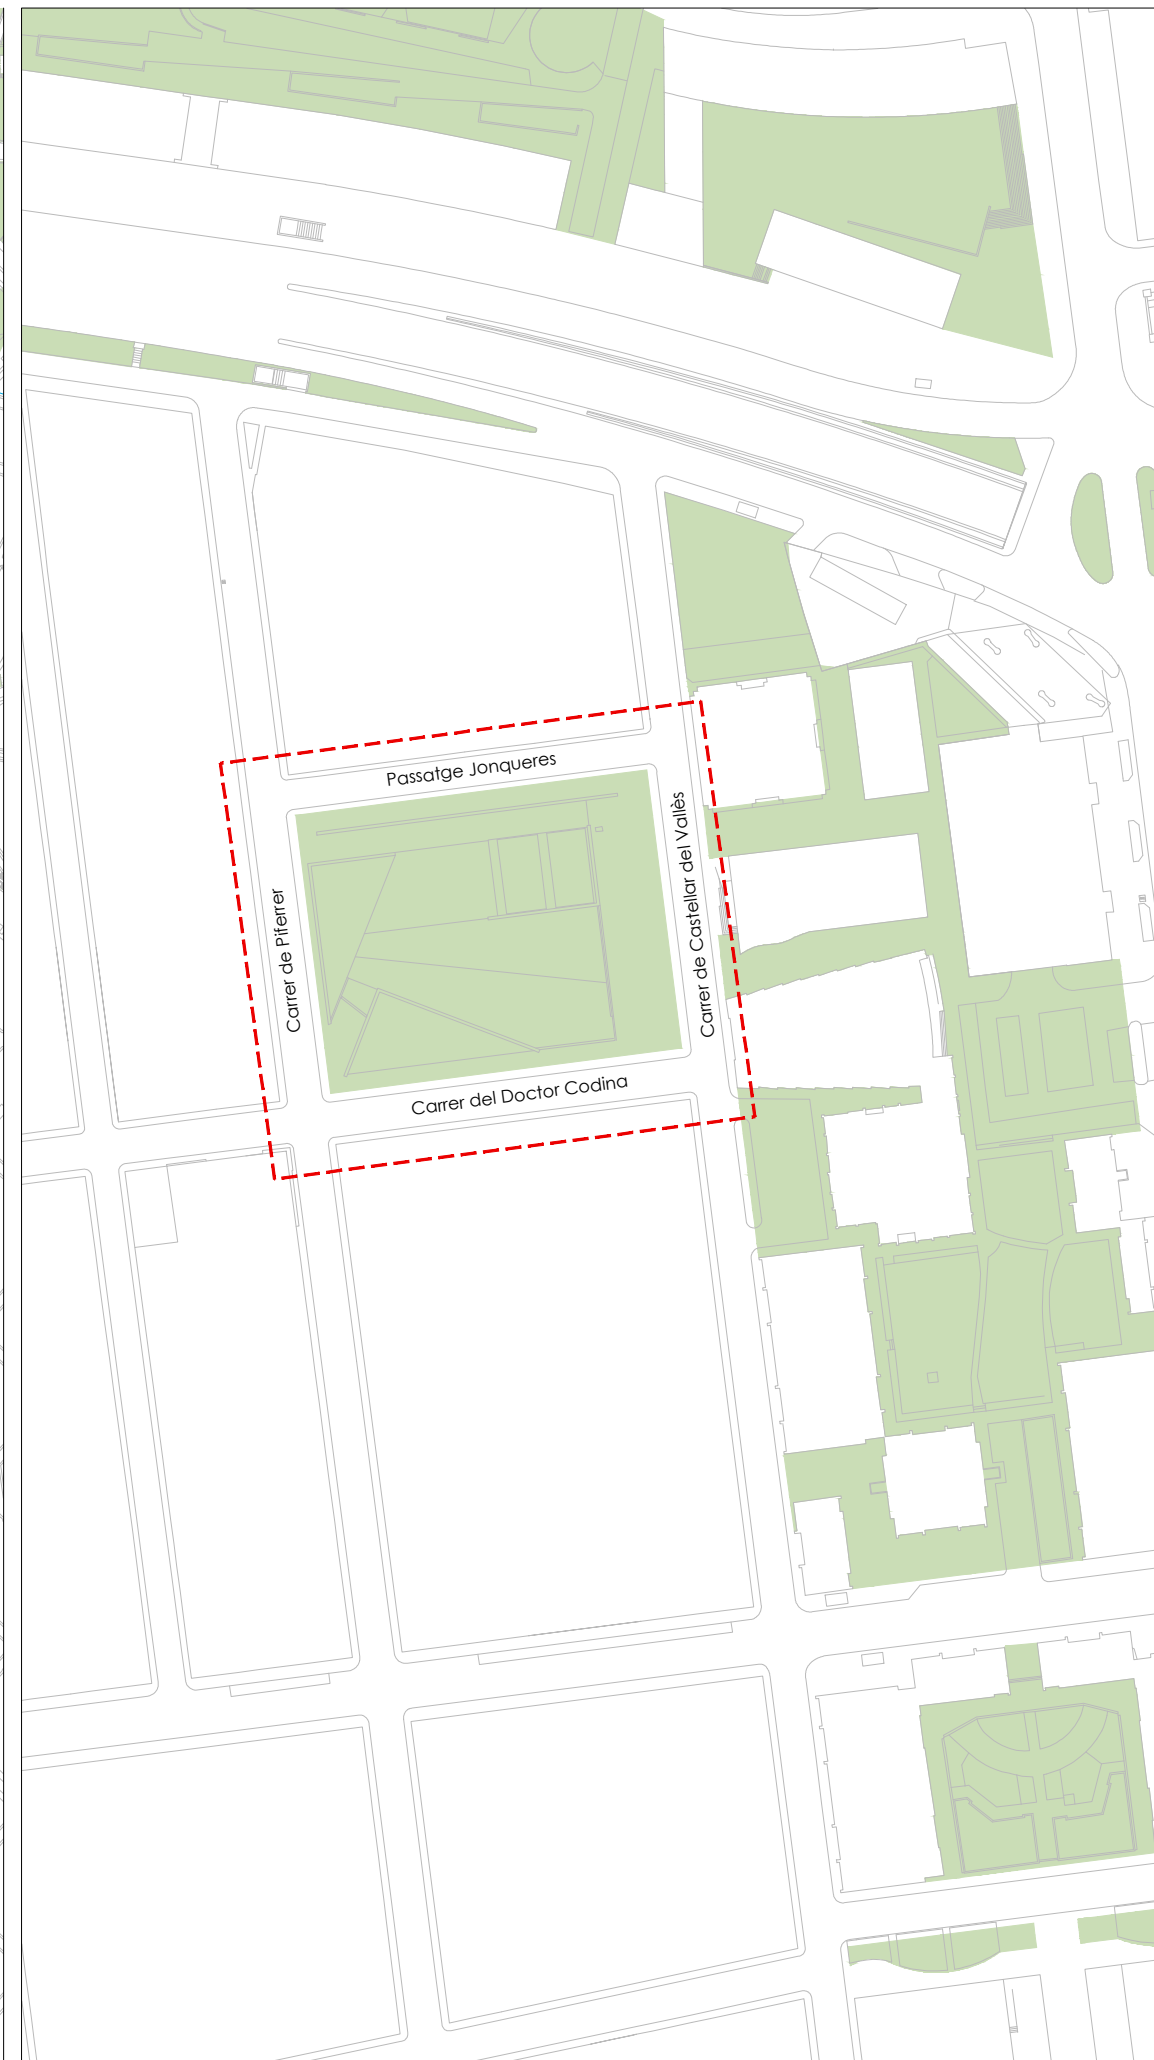 Passatge Jonqueres
Carrer de Castellar del Vallès
Carrer de Piferrer
Carrer del Doctor Codina